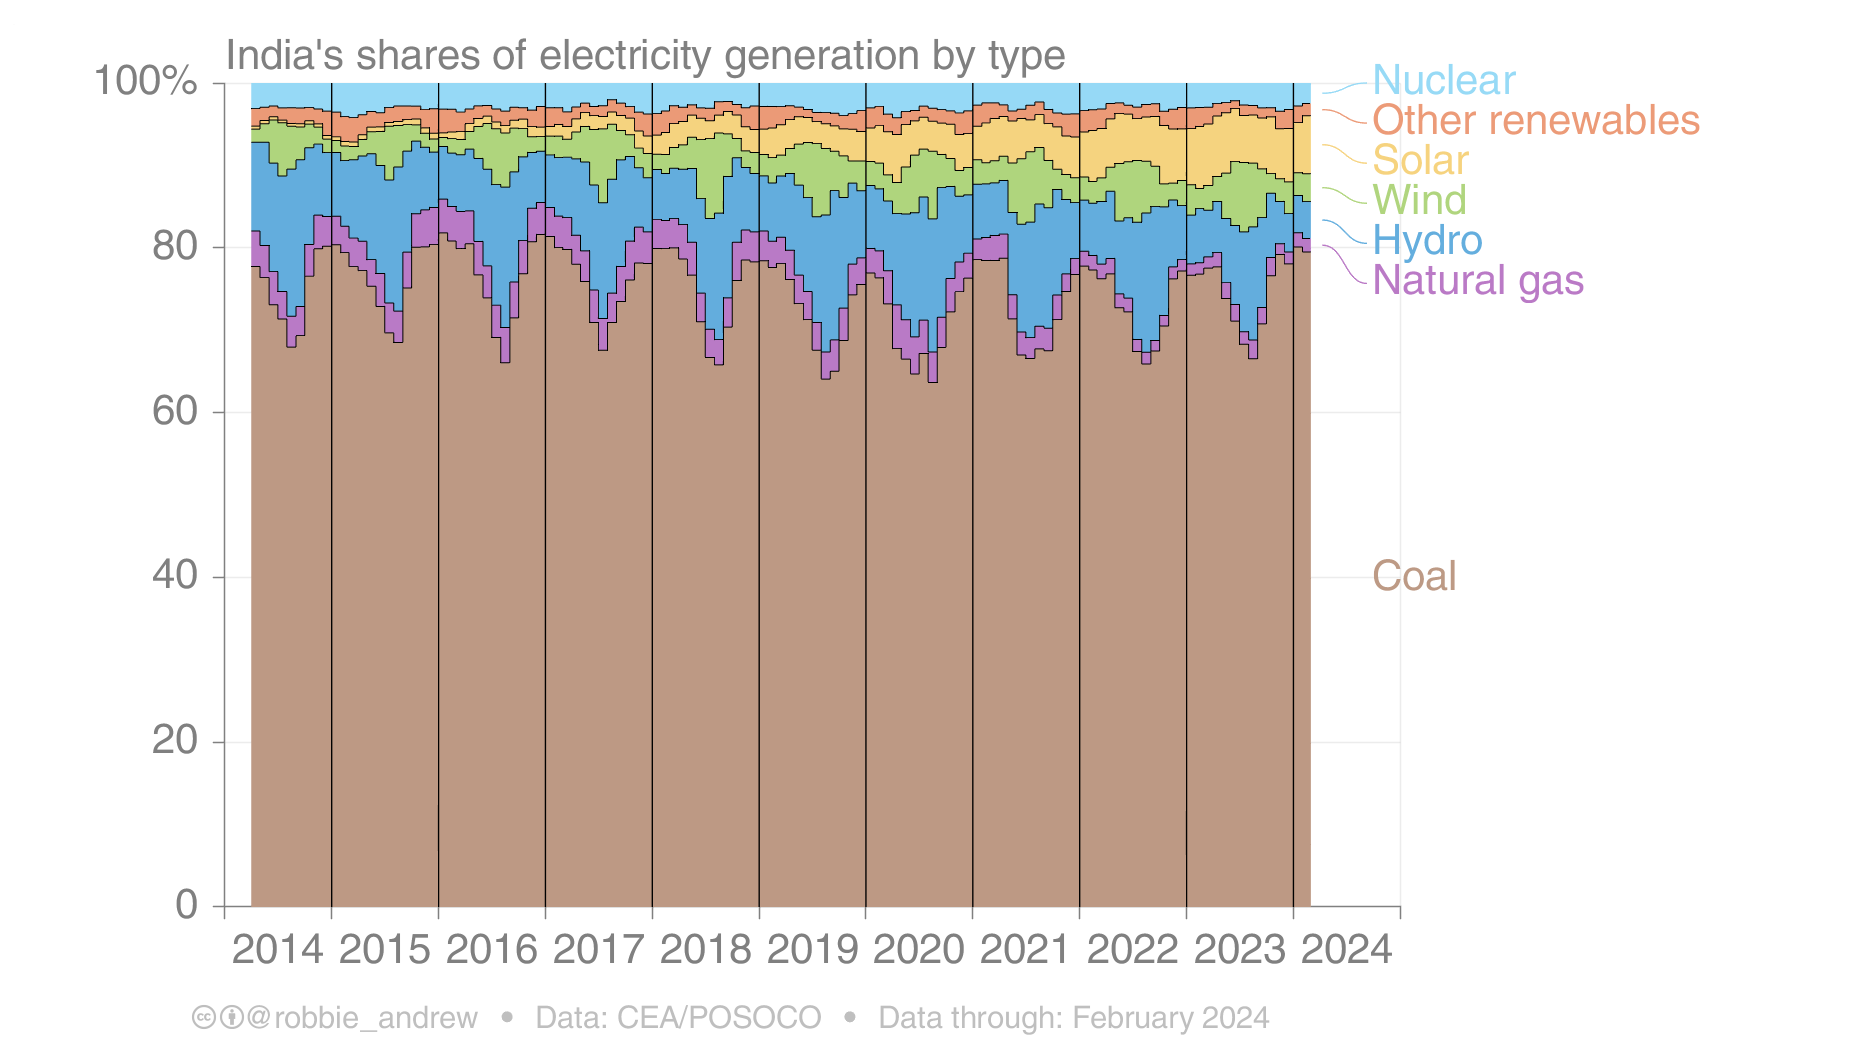 India's shares of electricity generation by type
100%
80
60
40
20
0
Nuclear
Other renewables
Solar
Wind
Hydro
Natural gas
Coal
2014 2015 2016 2017 2018 2019 2020 2021 2022 2023 2024
cc @robbie_andrew • Data: CEA/POSOCO • Data through: February 2024